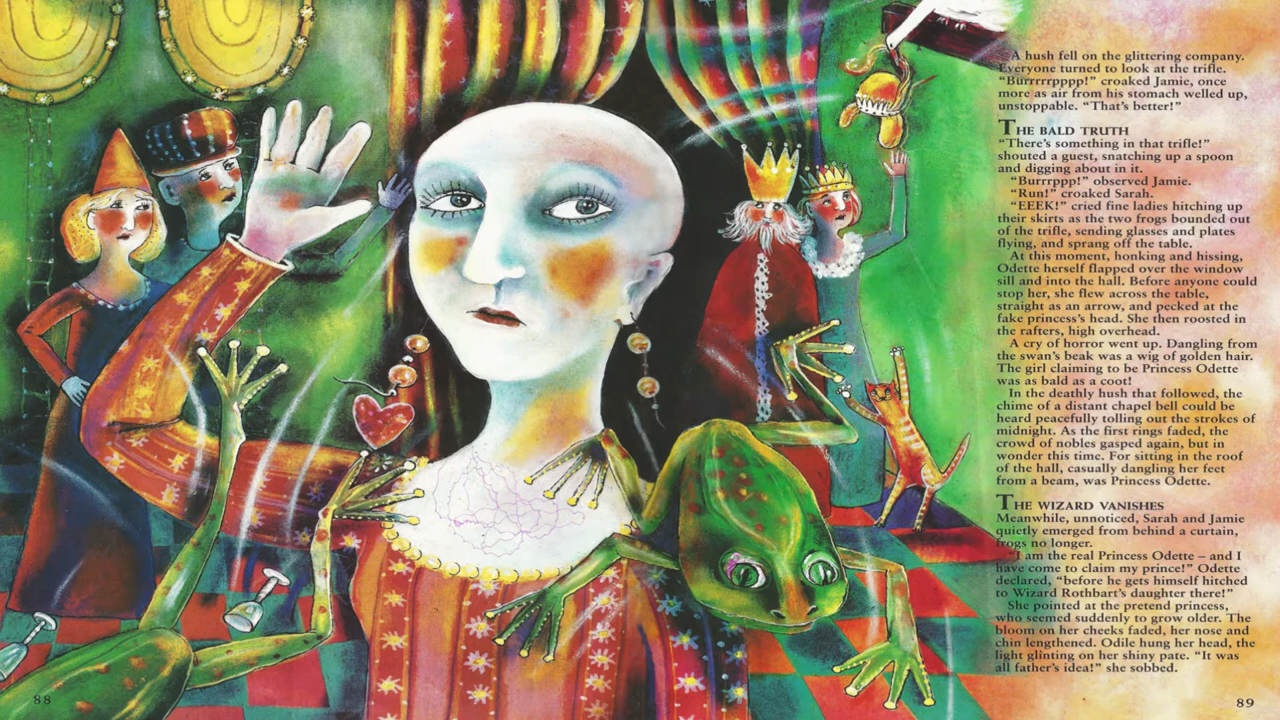 A hush fell on the glittering company.
Everyone turned to look at the trifle.
“Burrrrrpppp!” croaked Jamie, once
more as air from his stomach welled up,
unstoppable. “That’s better!”
THE BALD TRUTH
“There’s something in that trifle!”
shouted a guest, snatching up a spoon
and digging about in it.
“Burrrppp!” observed Jamie.
“Run!” croaked Sarah.
“EEEK!” cried fine ladies hitching up
their skirts as the two frogs bounded out
of the trifle, sending glasses and plates
flying, and sprang off the table.
At this moment, honking and hissing,
Odette herself flapped over the window
sill and into the hall. Before anyone could
stop her, she flew across the table,
straight as an arrow, and pecked at the
fake princess’s head. She then roosted in
the rafters, high overhead.
A cry of horror went up. Dangling from
the swan’s beak was a wig of golden hair.
The girl claiming to be Princess Odette
was as bald as a coot!
In the deathly hush that followed, the
chime of a distant chapel bell could be
heard peacefully tolling out the strokes of
midnight. As the first rings faded, the
crowd of nobles gasped again, but in
wonder this time. For sitting in the roof
of the hall, casually dangling her feet
from a beam, was Princess Odette.
THE WIZARD VANISHES
Meanwhile, unnoticed, Sarah and Jamie
quietly emerged from behind a curtain,
frogs no longer.
“I am the real Princess Odette – and I
have come to claim my prince!” Odette
declared, “before he gets himself hitched
to Wizard Rothbart’s daughter there!”
She pointed at the pretend princess,
who seemed suddenly to grow older. The
bloom on her cheeks faded, her nose and
chin lengthened. Odile hung her head, the
light glinting on her shiny pate. “It was
all father’s idea!” she sobbed.
88
89